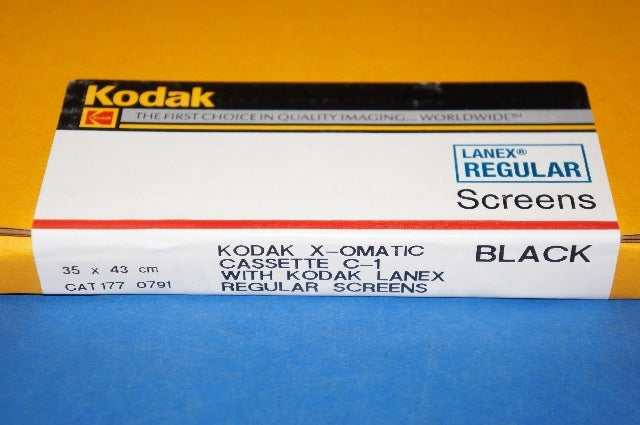 Kodak
Kodak
THE FIRST CHOICE IN QUALITY IMAGING... WORLDWIDE™
LANEX®
REGULAR
Screens
35 x 43 cm
CAT 177 0791
KODAK X-OMATIC
CASSETTE C-1
WITH KODAK LANEX
REGULAR SCREENS
BLACK